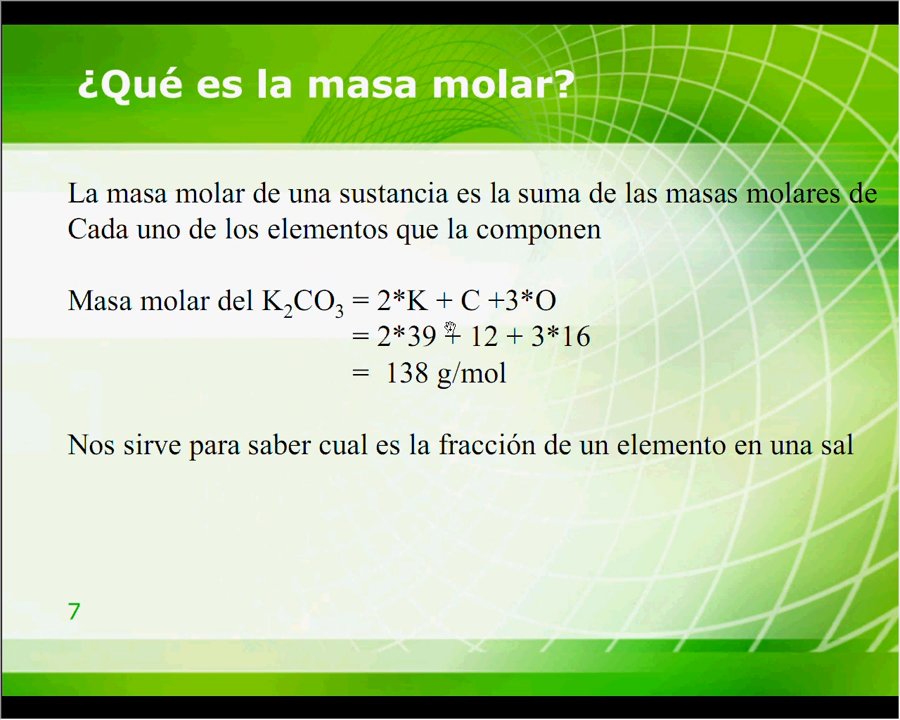 ¿Qué es la masa molar?
La masa molar de una sustancia es la suma de las masas molares de
Cada uno de los elementos que la componen
Masa molar del K₂CO₃ = 2*K + C +3*O
= 2*39 + 12 + 3*16
= 138 g/mol
Nos sirve para saber cual es la fracción de un elemento en una sal
7